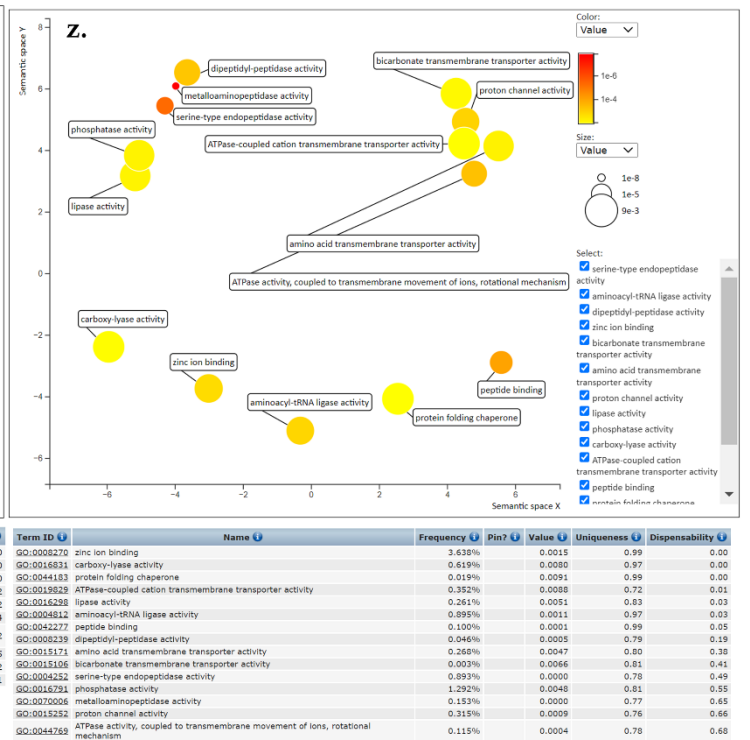 z.
Semantic space Y
8
6
4
2
0
−2
−4
−6
−6
−4
−2
0
2
4
6
Semantic space X
dipeptidyl-peptidase activity
metalloaminopeptidase activity
serine-type endopeptidase activity
phosphatase activity
lipase activity
bicarbonate transmembrane transporter activity
proton channel activity
ATPase-coupled cation transmembrane transporter activity
amino acid transmembrane transporter activity
ATPase activity, coupled to transmembrane movement of ions, rotational mechanism
carboxy-lyase activity
zinc ion binding
aminoacyl-tRNA ligase activity
peptide binding
protein folding chaperone
Color:
Value
1e-6
1e-4
Size:
Value
1e-8
1e-5
9e-3
Select:
serine-type endopeptidase
activity
aminoacyl-tRNA ligase activity
dipeptidyl-peptidase activity
zinc ion binding
bicarbonate transmembrane
transporter activity
amino acid transmembrane
transporter activity
proton channel activity
lipase activity
phosphatase activity
carboxy-lyase activity
ATPase-coupled cation
transmembrane transporter activity
peptide binding
protein folding chaperone
Term ID Name Frequency Pin? Value Uniqueness Dispensability
GO:0008270 zinc ion binding 3.638% 0.0015 0.99 0.00
GO:0016831 carboxy-lyase activity 0.619% 0.0080 0.97 0.00
GO:0044183 protein folding chaperone 0.019% 0.0091 0.99 0.00
GO:0019829 ATPase-coupled cation transmembrane transporter activity 0.352% 0.0088 0.72 0.01
GO:0016298 lipase activity 0.261% 0.0051 0.83 0.03
GO:0004812 aminoacyl-tRNA ligase activity 0.895% 0.0011 0.97 0.03
GO:0042277 peptide binding 0.100% 0.0001 0.99 0.05
GO:0008239 dipeptidyl-peptidase activity 0.046% 0.0005 0.79 0.19
GO:0015171 amino acid transmembrane transporter activity 0.268% 0.0047 0.80 0.38
GO:0015106 bicarbonate transmembrane transporter activity 0.003% 0.0066 0.81 0.41
GO:0004252 serine-type endopeptidase activity 0.893% 0.0000 0.78 0.49
GO:0016791 phosphatase activity 1.292% 0.0048 0.81 0.55
GO:0070006 metalloaminopeptidase activity 0.153% 0.0000 0.77 0.65
GO:0015252 proton channel activity 0.315% 0.0009 0.76 0.66
GO:0044769 ATPase activity, coupled to transmembrane movement of ions, rotational
mechanism 0.115% 0.0004 0.78 0.68